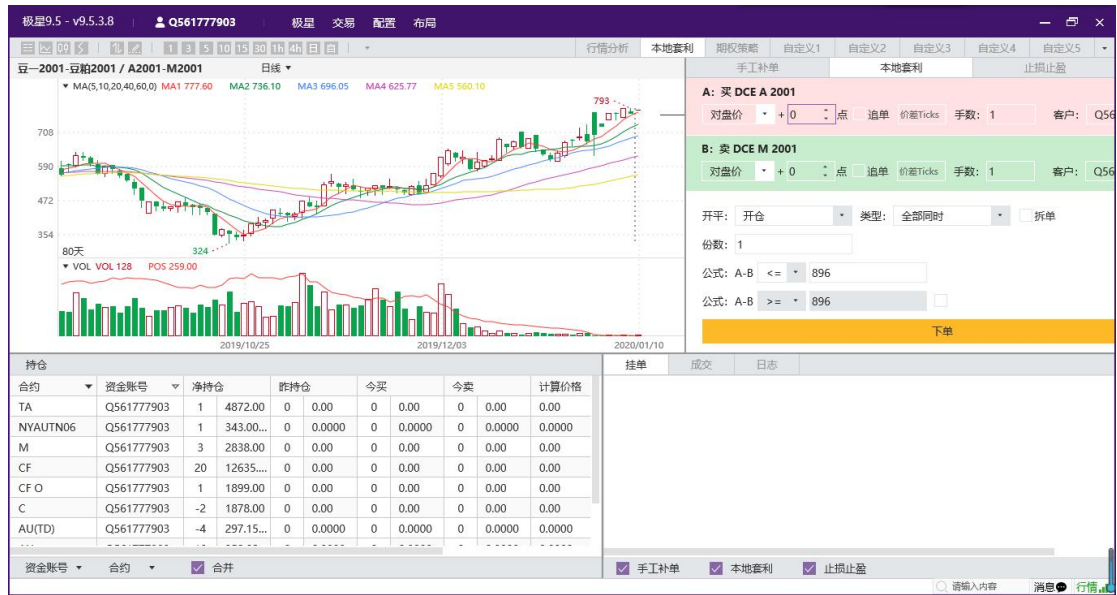 极星9.5 - v9.5.3.8 Q561777903 极星 交易 配置 布局
1 3 5 10 15 30 1h 4h 日 自 行情分析 本地套利 期权策略 自定义1 自定义2 自定义3 自定义4 自定义5
豆一2001-豆粕2001 / A2001-M2001 日线
MA(5,10,20,40,60,0) MA1 777.60 MA2 736.10 MA3 696.05 MA4 625.77 MA5 560.10
793
708
590
472
354
80天
324
VOL VOL 128 POS 259.00
2019/10/25 2019/12/03 2020/01/10
手工补单 本地套利 止损止盈
A: 买 DCE A 2001
对盘价 + 0 点 追单 价差Ticks 手数: 1 客户: Q56
B: 卖 DCE M 2001
对盘价 + 0 点 追单 价差Ticks 手数: 1 客户: Q56
开平: 开仓 类型: 全部同时 拆单
份数: 1
公式: A-B <= 896
公式: A-B >= 896
下单
持仓
合约 资金账号 净持仓 昨持仓 今买 今卖 计算价格
TA Q561777903 1 4872.00 0 0.00 0 0.00 0 0.00 0.00
NYAUTN06 Q561777903 1 343.00... 0 0.0000 0 0.0000 0 0.0000 0.0000
M Q561777903 3 2838.00 0 0.00 0 0.00 0 0.00 0.00
CF Q561777903 20 12635.... 0 0.00 0 0.00 0 0.00 0.00
CF O Q561777903 1 1899.00 0 0.00 0 0.00 0 0.00 0.00
C Q561777903 -2 1878.00 0 0.00 0 0.00 0 0.00 0.00
AU(TD) Q561777903 -4 297.15... 0 0.0000 0 0.0000 0 0.0000 0.0000
资金账号 合约 合并
挂单 成交 日志
手工补单 本地套利 止损止盈
请输入内容 消息 行情